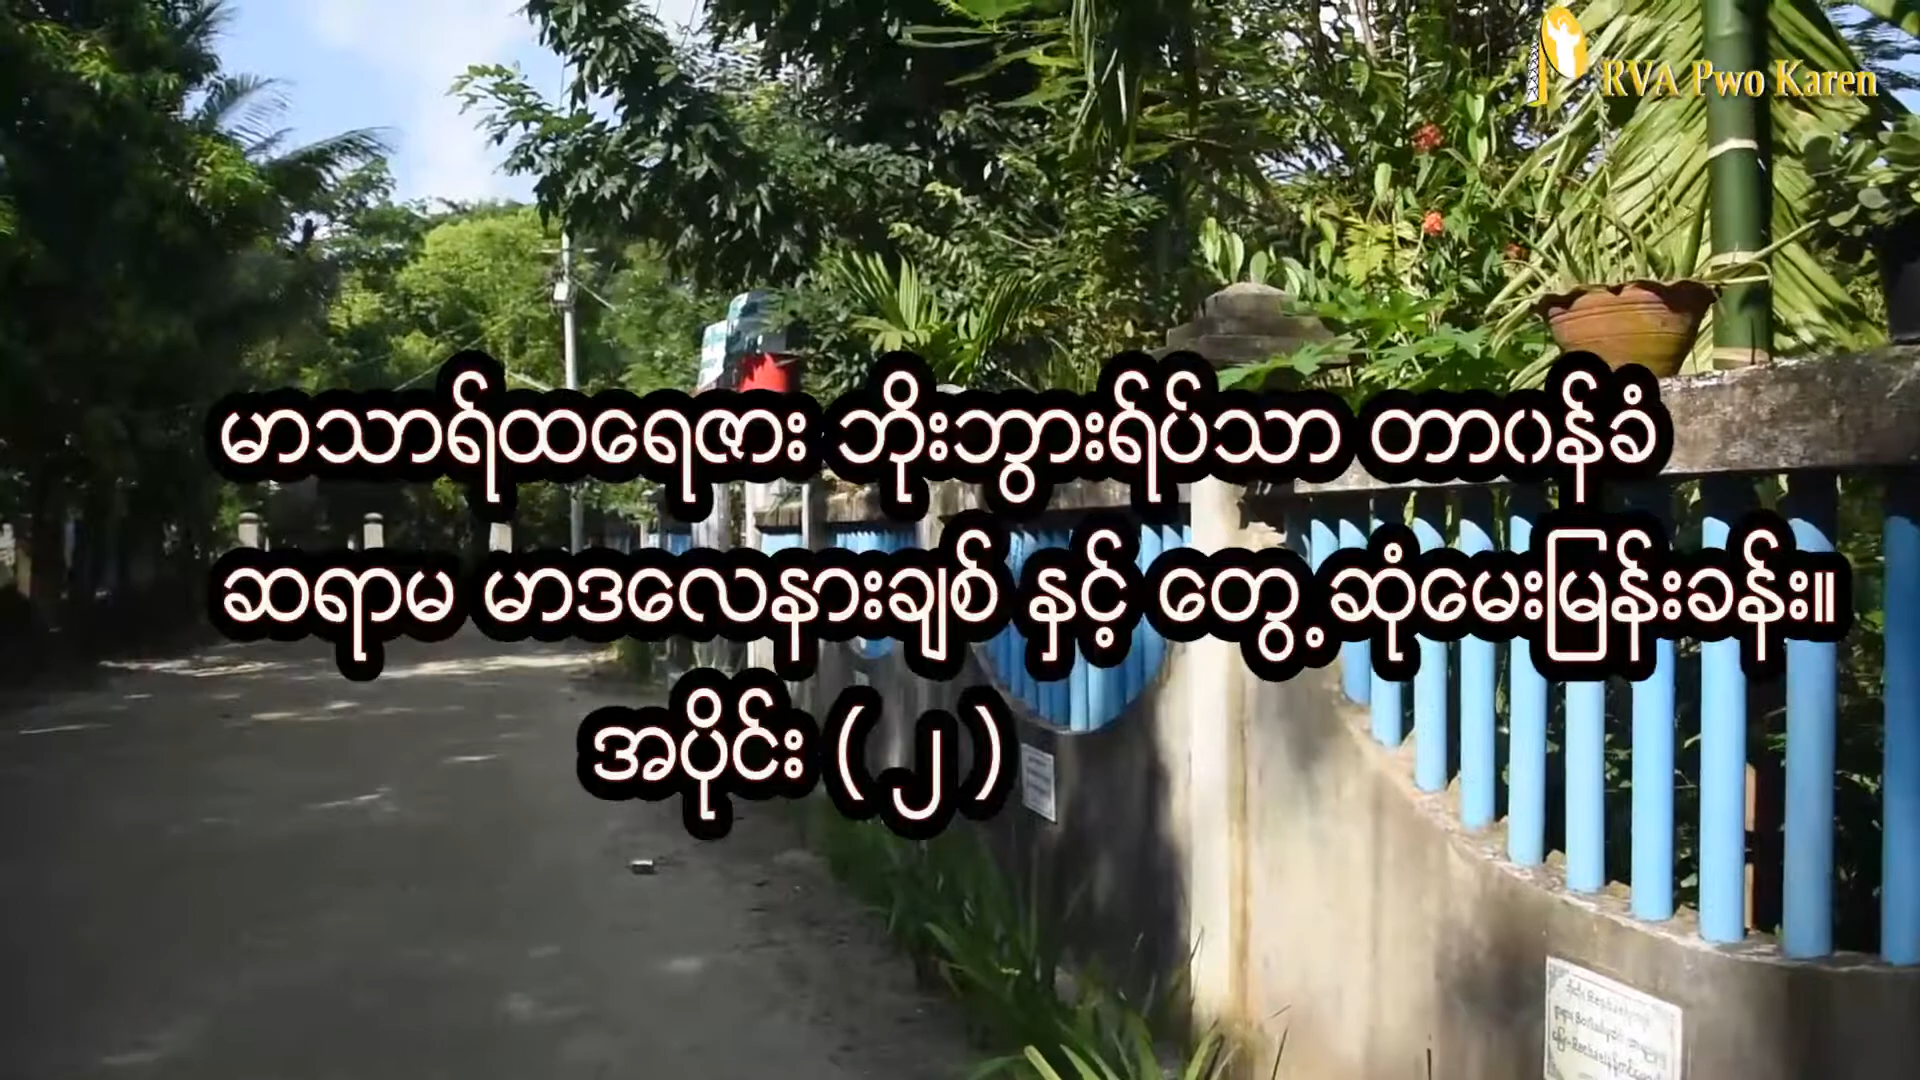 RVA Pwo Karen
မာသာရ်ထရေဇား ဘိုးဘွားရ်ပ်သာ တာဝန်ခံ
ဆရာမ မာဒလေနားချစ် နှင့် တွေ့ဆုံမေးမြန်းခန်း။
အပိုင်း ( ၂ )